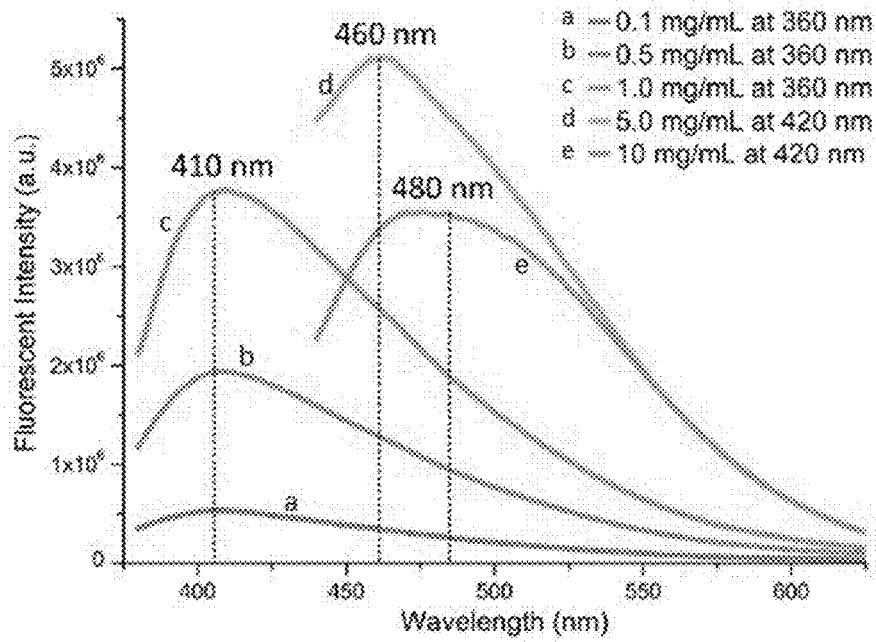 a 0.1 mg/mL at 360 nm
b 0.5 mg/mL at 360 nm
c 1.0 mg/mL at 360 nm
d 5.0 mg/mL at 420 nm
e 10 mg/mL at 420 nm
460 nm
410 nm
480 nm
d
c
e
b
a
Fluorescent Intensity (a.u.)
5x10⁶
4x10⁶
3x10⁶
2x10⁶
1x10⁶
0
400 450 500 550 600
Wavelength (nm)